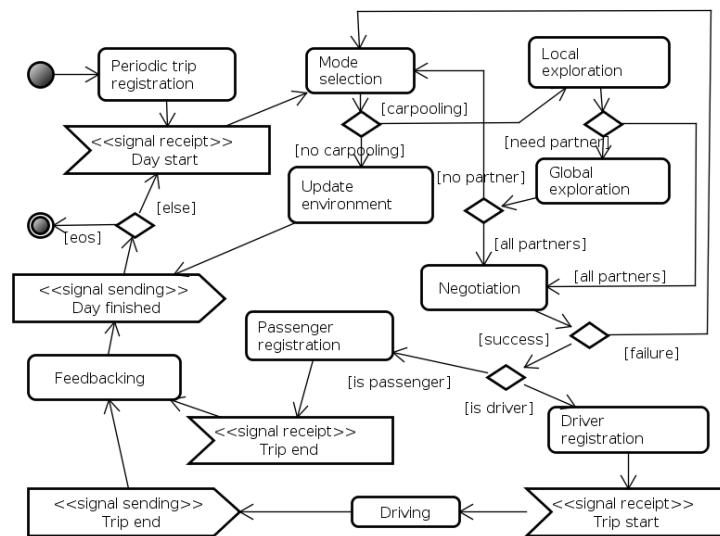 Periodic trip
registration
Mode
selection
Local
exploration
[carpooling]
<<signal receipt>>
Day start
[no carpooling]
[need partner]
Update
environment
[no partner]
Global
exploration
[else]
[eos]
[all partners]
<<signal sending>>
Day finished
Negotiation
[all partners]
Passenger
registration
[success]
[failure]
Feedbacking
[is passenger]
[is driver]
<<signal receipt>>
Trip end
Driver
registration
<<signal sending>>
Trip end
Driving
<<signal receipt>>
Trip start